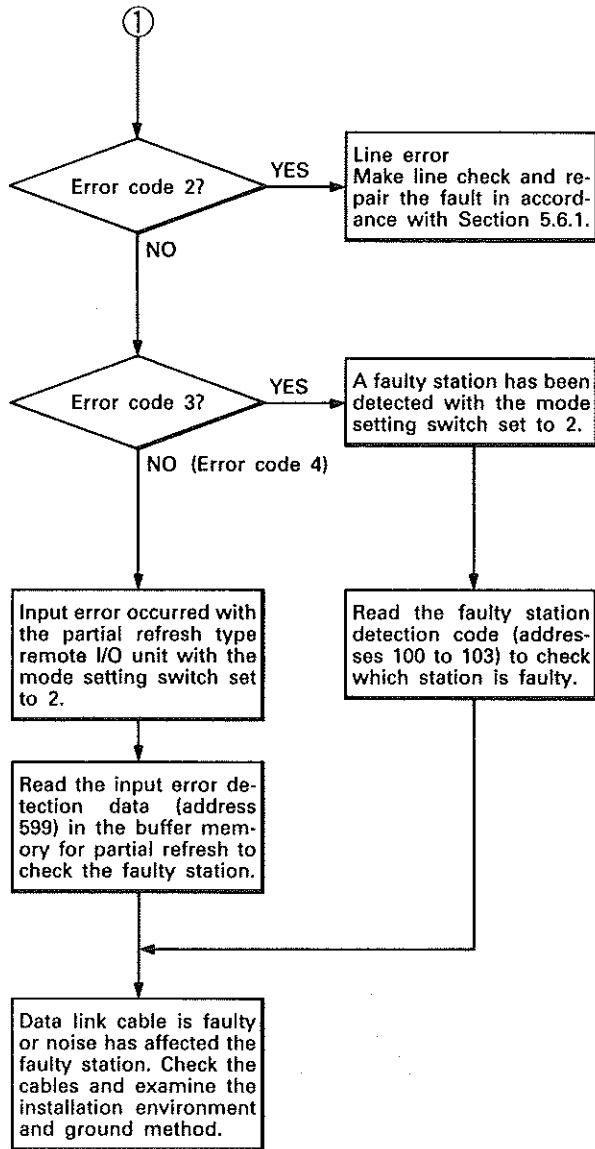 1
Error code 2?
YES
Line error
Make line check and re-
pair the fault in accord-
ance with Section 5.6.1.
NO
Error code 3?
YES
A faulty station has been
detected with the mode
setting switch set to 2.
NO (Error code 4)
Input error occurred with
the partial refresh type
remote I/O unit with the
mode setting switch set
to 2.
Read the faulty station
detection code (addres-
ses 100 to 103) to check
which station is faulty.
Read the input error de-
tection data (address
599) in the buffer mem-
ory for partial refresh to
check the faulty station.
Data link cable is faulty
or noise has affected the
faulty station. Check the
cables and examine the
installation environment
and ground method.